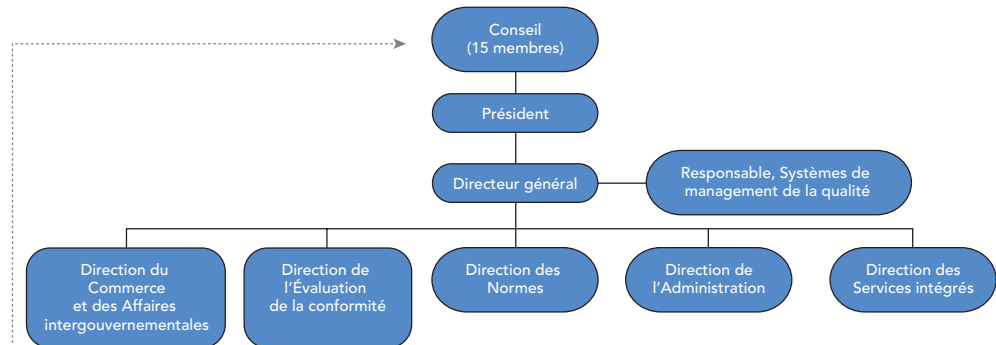 Conseil
(15 membres)
Président
Directeur général
Responsable, Systèmes de
management de la qualité
Direction du
Commerce
et des Affaires
intergouvernementales
Direction de
l'Évaluation
de la conformité
Direction des
Normes
Direction de
l'Administration
Direction des
Services intégrés